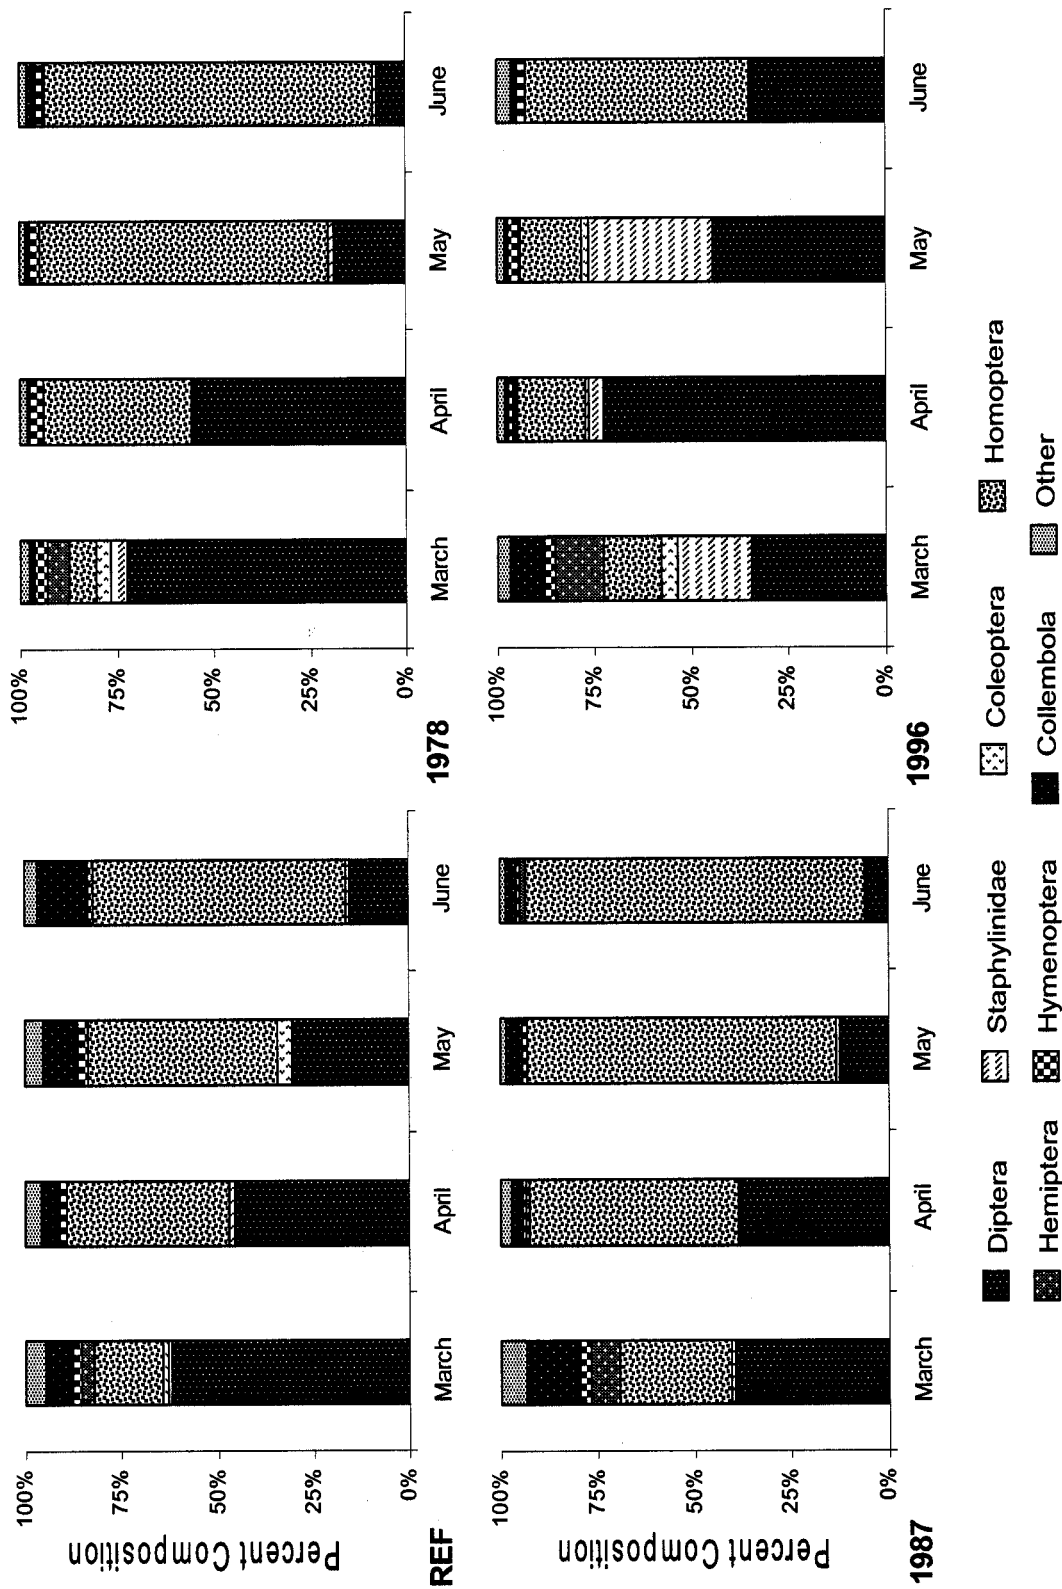 Percent Composition
100%
75%
50%
25%
0%
March
April
May
June
REF
100%
75%
50%
25%
0%
March
April
May
June
1978
Percent Composition
100%
75%
50%
25%
0%
March
April
May
June
1987
100%
75%
50%
25%
0%
March
April
May
June
1996
Diptera Staphylinidae Coleoptera Homoptera
Hemiptera Hymenoptera Collembola Other